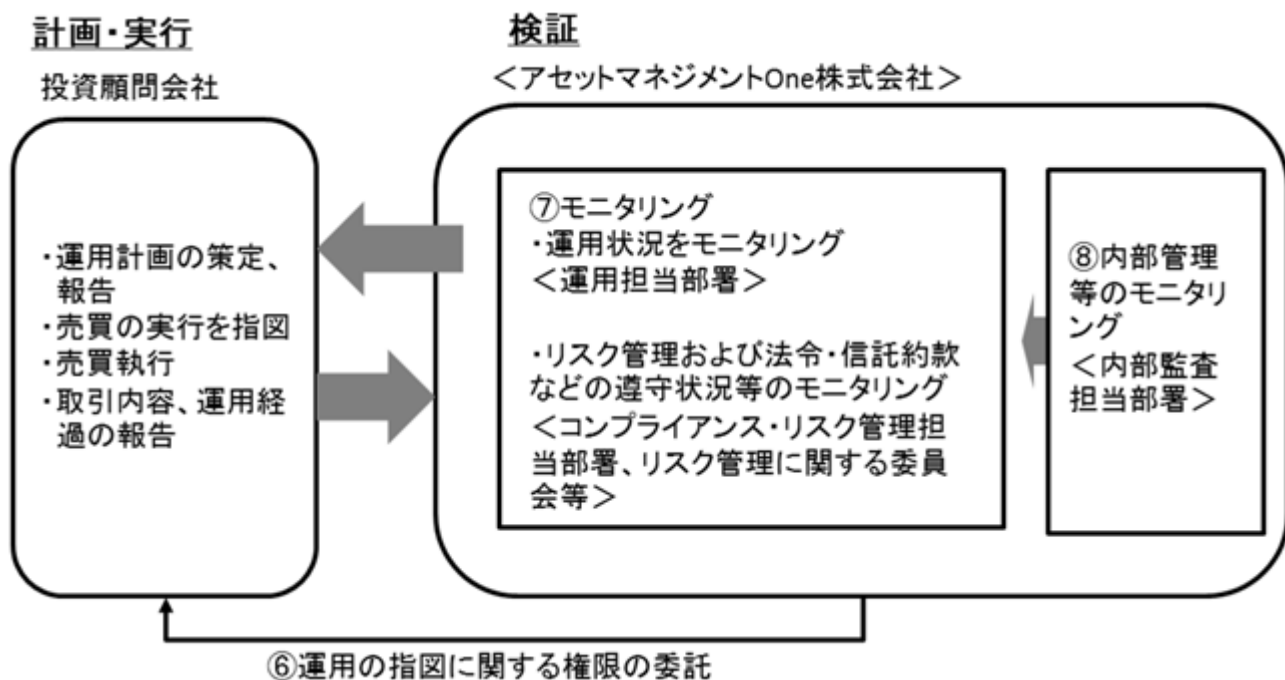 計画・実行
投資顧問会社
・運用計画の策定、
報告
・売買の実行を指図
・売買執行
・取引内容、運用経
過の報告
検証
＜アセットマネジメントOne株式会社＞
⑦モニタリング
・運用状況をモニタリング
＜運用担当部署＞
・リスク管理および法令・信託約款
などの遵守状況等のモニタリング
＜コンプライアンス・リスク管理担
当部署、リスク管理に関する委員
会等＞
⑧内部管理
等のモニタリ
ング
＜内部監査
担当部署＞
⑥運用の指図に関する権限の委託